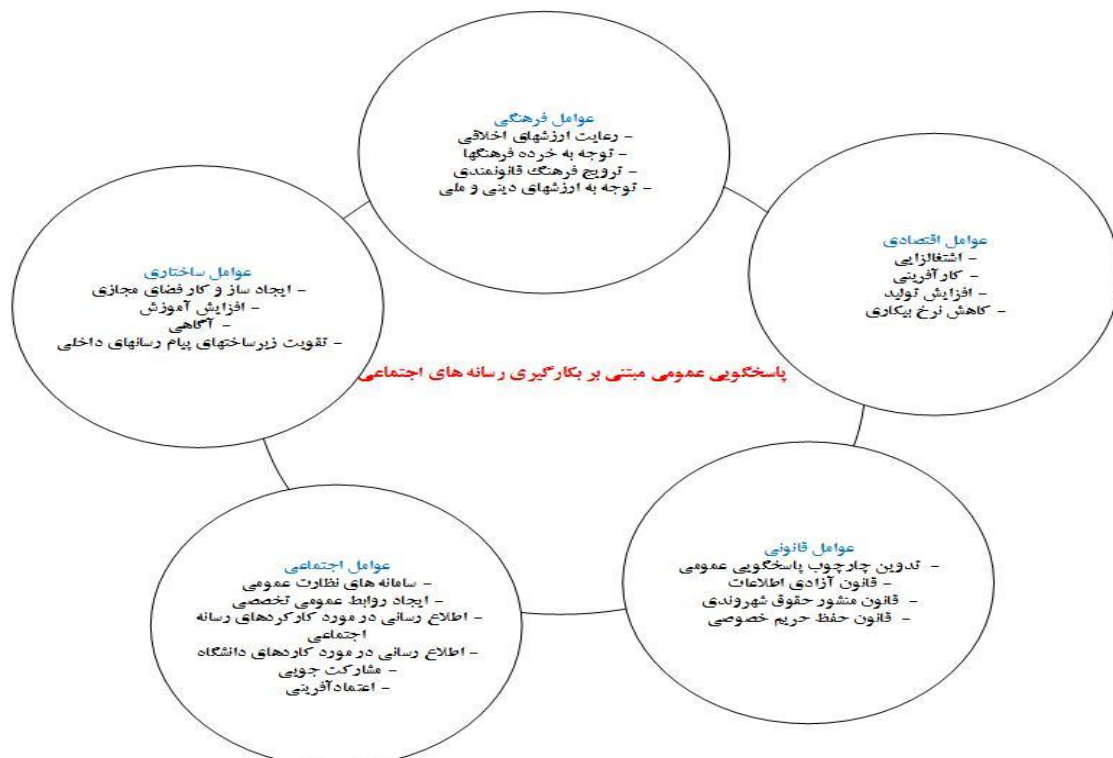 عوامل فرهنگی
- رعایت ارزشهای اخلاقی
- توجه به خرده فرهنگها
- ترویج فرهنگ قانونمندی
- توجه به ارزشهای دینی و ملی
عوامل اقتصادی
- اشتغالزایی
- کارآفرینی
- افزایش تولید
- کاهش نرخ بیکاری
عوامل ساختاری
- ایجاد ساز و کار فضای مجازی
- افزایش آموزش
- آگاهی
- تقویت زیرساختهای پیام رسانهای داخلی
پاسخگویی عمومی مبتنی بر بکارگیری رسانه های اجتماعی
عوامل قانونی
- تدوین چارچوب پاسخگویی عمومی
- قانون آزادی اطلاعات
- قانون منشور حقوق شهروندی
- قانون حفظ حریم خصوصی
عوامل اجتماعی
- سامانه های نظارت عمومی
- ایجاد روابط عمومی تخصصی
- اطلاع رسانی در مورد کارکردهای رسانه
اجتماعی
- اطلاع رسانی در مورد کاردهای دانشگاه
- مشارکت جویی
- اعتمادآفرینی